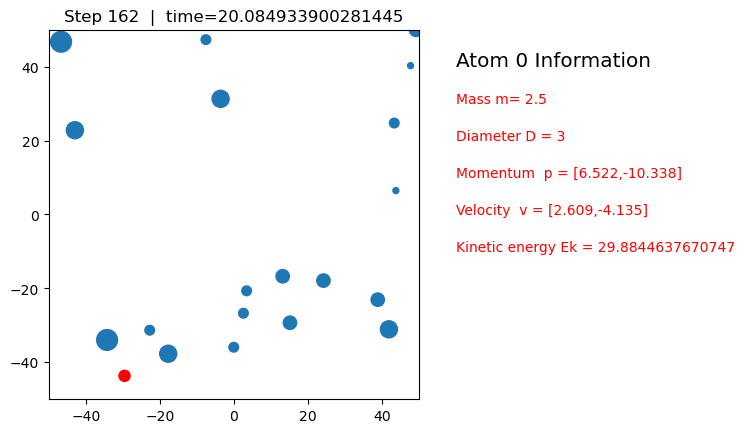 Step 162  |  time=20.084933900281445
Atom 0 Information
Mass m= 2.5
Diameter D = 3
Momentum  p = [6.522,-10.338]
Velocity  v = [2.609,-4.135]
Kinetic energy Ek = 29.8844637670747
40
20
0
−20
−40
−40 −20 0 20 40